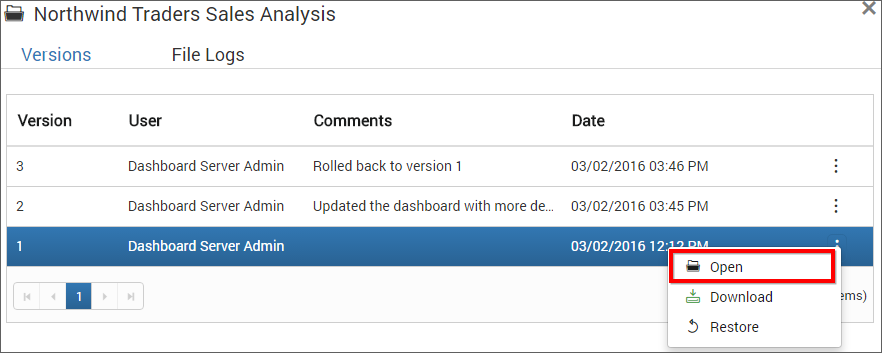 Northwind Traders Sales Analysis
Versions File Logs
Version User Comments Date
3 Dashboard Server Admin Rolled back to version 1 03/02/2016 03:46 PM
2 Dashboard Server Admin Updated the dashboard with more de... 03/02/2016 03:45 PM
1 Dashboard Server Admin 03/02/2016 12:12 PM
Open
1 Download ems)
Restore